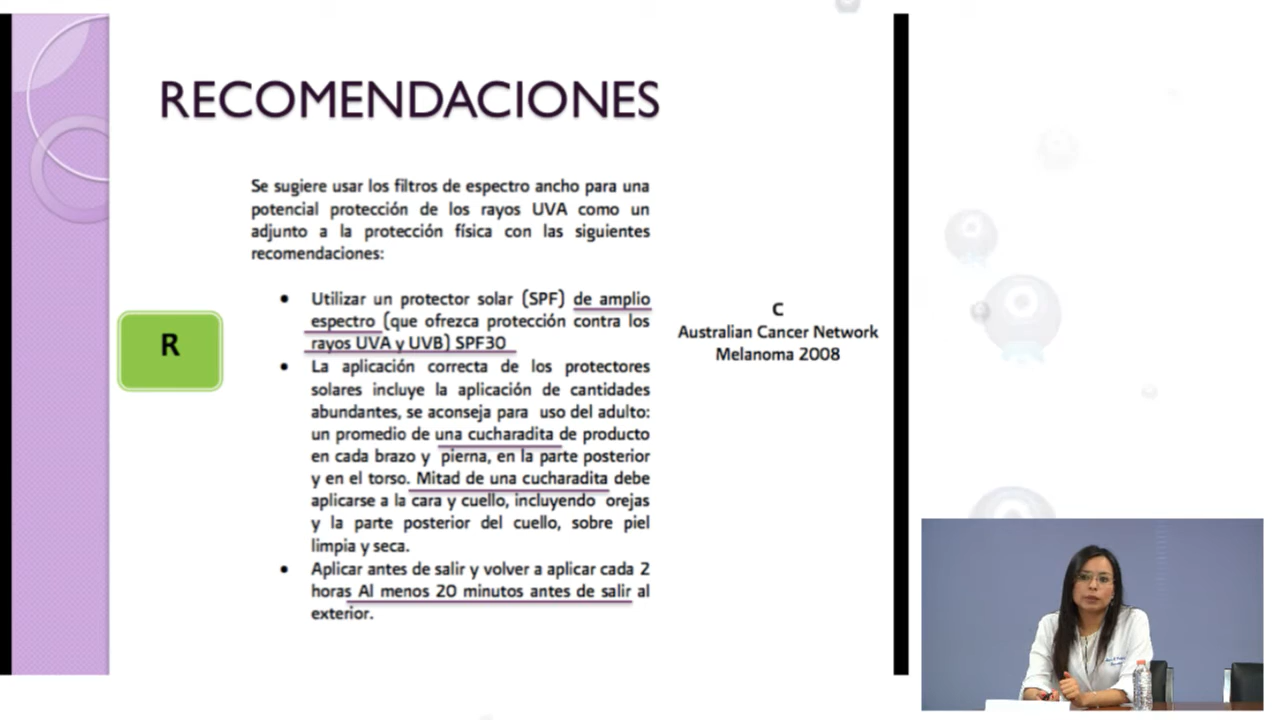 RECOMENDACIONES
Se sugiere usar los filtros de espectro ancho para una
potencial protección de los rayos UVA como un
adjunto a la protección física con las siguientes
recomendaciones:
R
• Utilizar un protector solar (SPF) de amplio
espectro (que ofrezca protección contra los
rayos UVA y UVB) SPF30
• La aplicación correcta de los protectores
solares incluye la aplicación de cantidades
abundantes, se aconseja para uso del adulto:
un promedio de una cucharadita de producto
en cada brazo y pierna, en la parte posterior
y en el torso. Mitad de una cucharadita debe
aplicarse a la cara y cuello, incluyendo orejas
y la parte posterior del cuello, sobre piel
limpia y seca.
• Aplicar antes de salir y volver a aplicar cada 2
horas Al menos 20 minutos antes de salir al
exterior.
C
Australian Cancer Network
Melanoma 2008